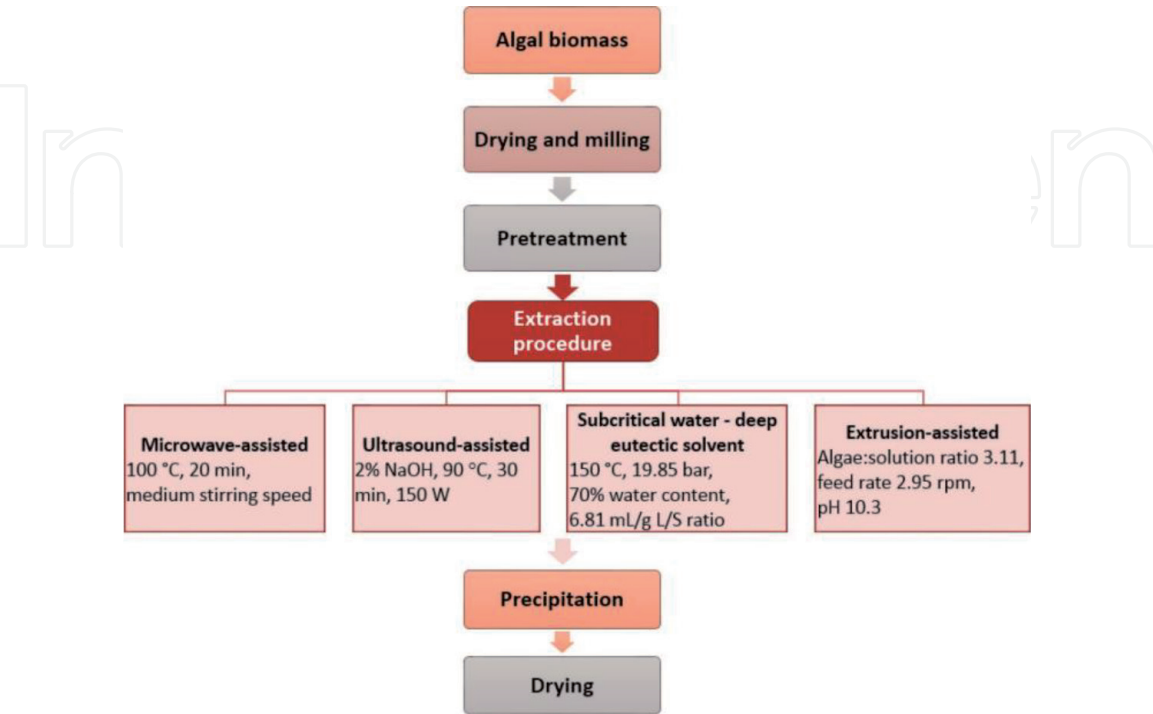 Algal biomass
Drying and milling
Pretreatment
Extraction
procedure
Microwave-assisted
100 °C, 20 min,
medium stirring speed
Ultrasound-assisted
2% NaOH, 90 °C, 30
min, 150 W
Subcritical water - deep
eutectic solvent
150 °C, 19.85 bar,
70% water content,
6.81 mL/g L/S ratio
Extrusion-assisted
Algae:solution ratio 3.11,
feed rate 2.95 rpm,
pH 10.3
Precipitation
Drying